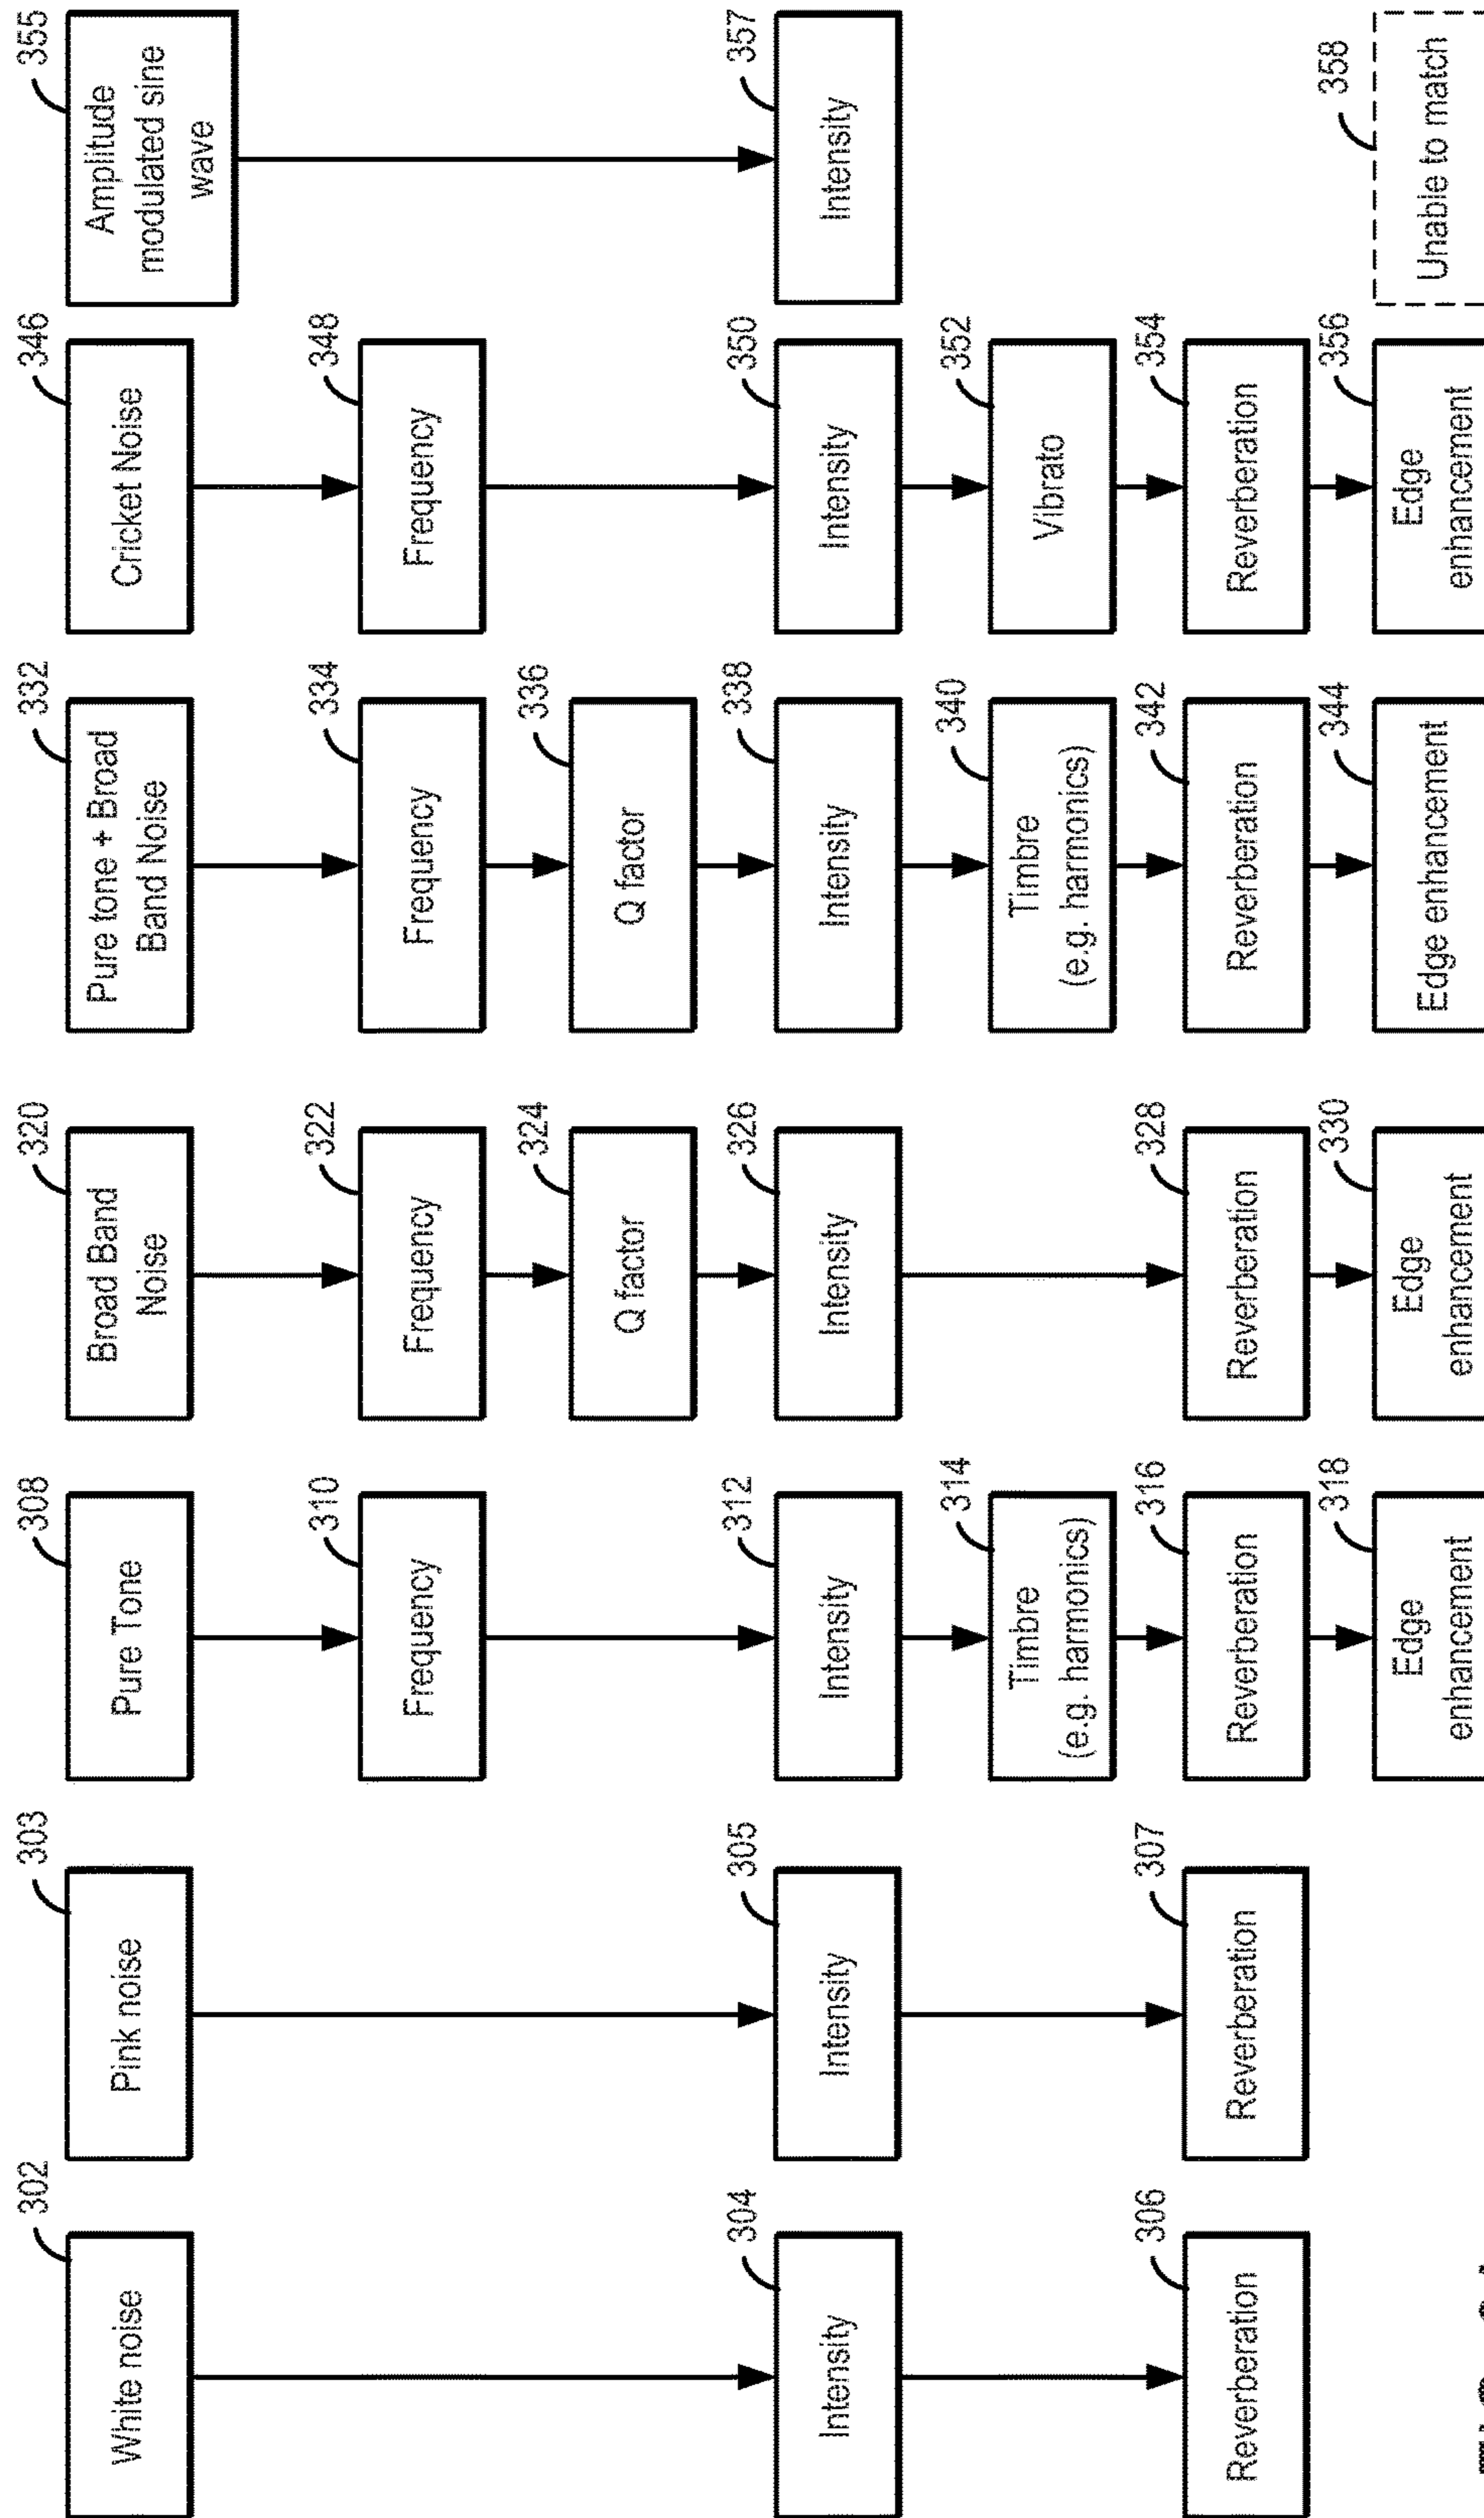 302
White noise
304
Intensity
306
Reverberation
303
Pink noise
305
Intensity
307
Reverberation
308
Pure Tone
310
Frequency
312
Intensity
314
Timbre
(e.g. harmonics)
316
Reverberation
318
Edge
enhancement
320
Broad Band
Noise
322
Frequency
324
Q factor
326
Intensity
328
Reverberation
330
Edge
enhancement
332
Pure tone + Broad
Band Noise
334
Frequency
336
Q factor
338
Intensity
340
Timbre
(e.g. harmonics)
342
Reverberation
344
Edge enhancement
346
Cricket Noise
348
Frequency
350
Intensity
352
Vibrato
354
Reverberation
356
Edge
enhancement
355
Amplitude
modulated sine
wave
357
Intensity
358
Unable to match